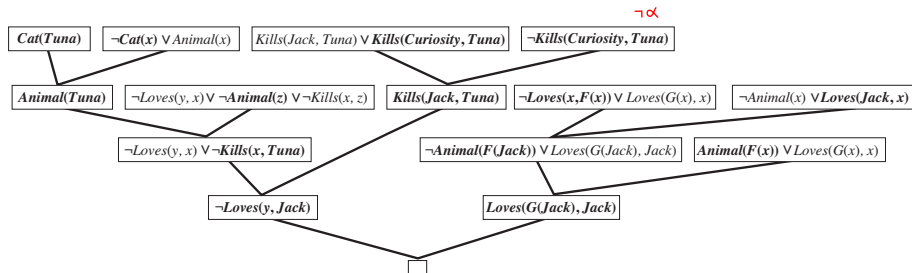 ¬α
Cat(Tuna) ¬Cat(x) ∨ Animal(x) Kills(Jack, Tuna) ∨ Kills(Curiosity, Tuna) ¬Kills(Curiosity, Tuna)
Animal(Tuna) ¬Loves(y, x) ∨ ¬Animal(z) ∨ ¬Kills(x, z) Kills(Jack, Tuna) ¬Loves(x, F(x)) ∨ Loves(G(x), x) ¬Animal(x) ∨ Loves(Jack, x)
¬Loves(y, x) ∨ ¬Kills(x, Tuna) ¬Animal(F(Jack)) ∨ Loves(G(Jack), Jack) Animal(F(x)) ∨ Loves(G(x), x)
¬Loves(y, Jack) Loves(G(Jack), Jack)